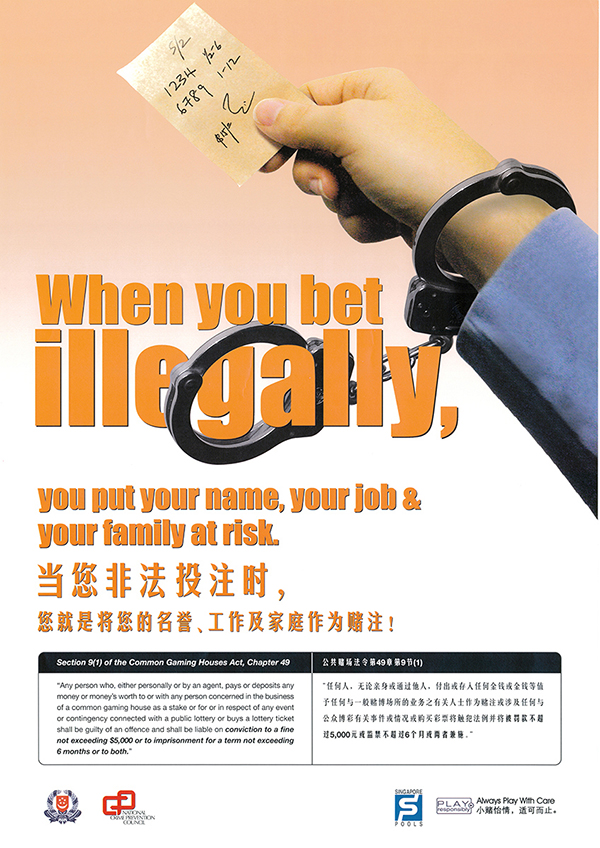 S/2
1234 1/2-6
6789 1-12
When you bet
illegally,
you put your name, your job &
your family at risk.
当您非法投注时，
您就是将您的名誉、工作及家庭作为赌注！
Section 9(1) of the Common Gaming Houses Act, Chapter 49
"Any person who, either personally or by an agent, pays or deposits any
money or money's worth to or with any person concerned in the business
of a common gaming house as a stake or for or in respect of any event
or contingency connected with a public lottery or buys a lottery ticket
shall be guilty of an offence and shall be liable on conviction to a fine
not exceeding $5,000 or to imprisonment for a term not exceeding
6 months or to both."
公共赌场法令第49章第9节(1)
"任何人，无论亲身或通过他人，付出或存入任何金钱或金钱等值
予任何与一般赌博场所的业务之有关人士作为赌注或涉及任何与
公众博彩有关事件或情况或购买彩票将触犯法例并将被罚款不超
过5,000元或监禁不超过6个月或两者兼施。"
NATIONAL
CRIME PREVENTION
COUNCIL
SINGAPORE
POOLS
PLAY
responsibly
Always Play With Care
小赌怡情，适可而止。